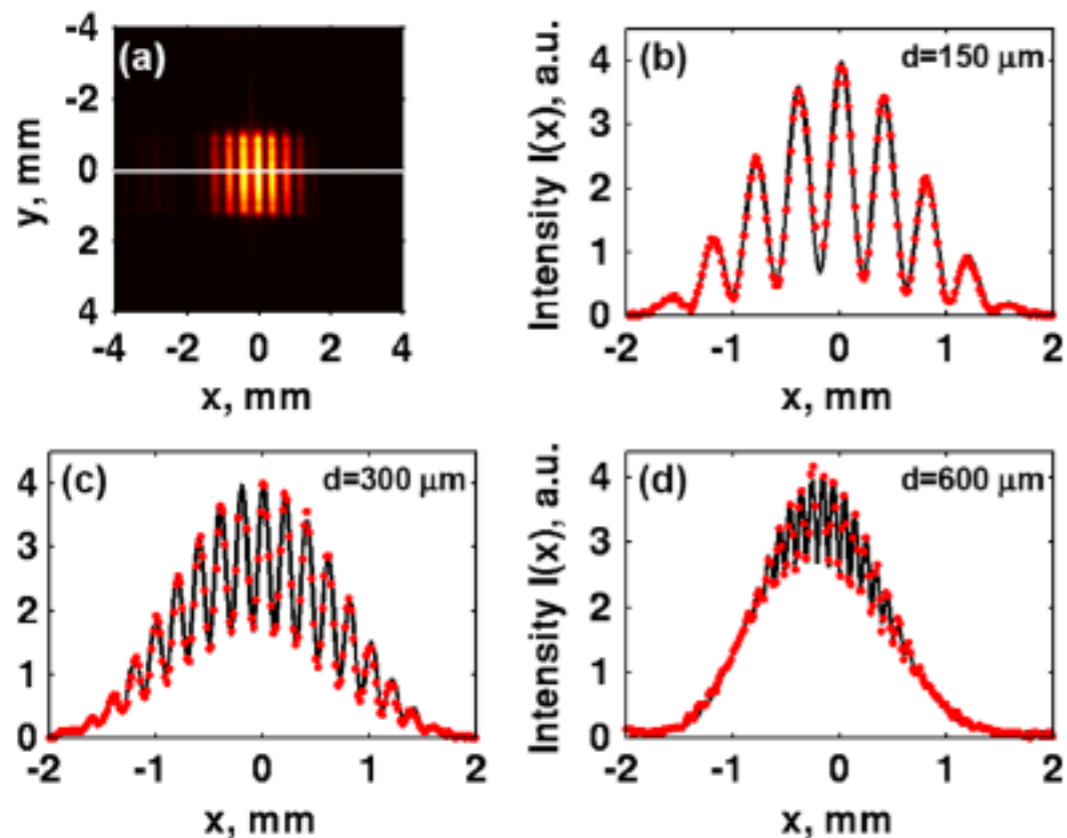 (a)
-4
-2
0
2
4
y, mm
-4 -2 0 2 4
x, mm
(b)
d=150 μm
4
3
2
1
0
Intensity I(x), a.u.
-2 -1 0 1 2
x, mm
(c)
d=300 μm
4
3
2
1
0
-2 -1 0 1 2
x, mm
(d)
d=600 μm
4
3
2
1
0
Intensity I(x), a.u.
-2 -1 0 1 2
x, mm